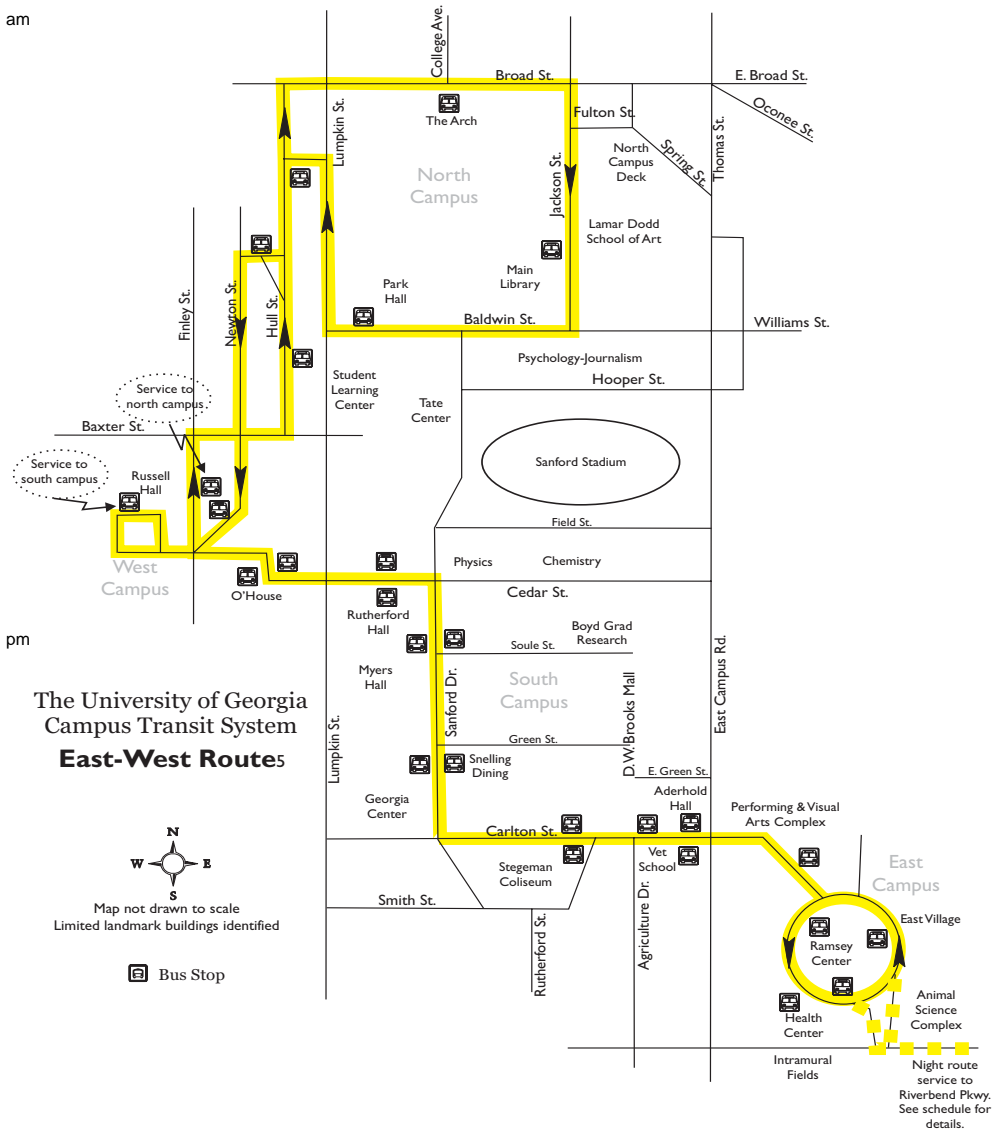 am
College Ave.
Broad St.
E. Broad St.
The Arch
Fulton St.
Oconee St.
Lumpkin St.
Thomas St.
North
Campus
Deck
Spring St.
North
Campus
Jackson St.
Lamar Dodd
School of Art
Main
Library
Park
Hall
Finley St.
Newton St.
Hull St.
Baldwin St.
Williams St.
Psychology-Journalism
Hooper St.
Student
Learning
Center
Tate
Center
Service to
north campus
Baxter St.
Sanford Stadium
Service to
south campus
Russell
Hall
Field St.
West
Campus
Physics
Chemistry
O'House
Cedar St.
Rutherford
Hall
Boyd Grad
Research
Soule St.
pm
Myers
Hall
Sanford Dr.
South
Campus
D.W. Brooks Mall
East Campus Rd.
The University of Georgia
Campus Transit System
East-West Route5
Lumpkin St.
Green St.
Snelling
Dining
E. Green St.
Georgia
Center
Aderhold
Hall
Performing & Visual
Arts Complex
Carlton St.
N
W E
S
Map not drawn to scale
Limited landmark buildings identified
Bus Stop
Stegeman
Coliseum
Vet
School
East
Campus
Smith St.
Rutherford St.
Agriculture Dr.
East Village
Ramsey
Center
Health
Center
Animal
Science
Complex
Intramural
Fields
Night route
service to
Riverbend Pkwy.
See schedule for
details.